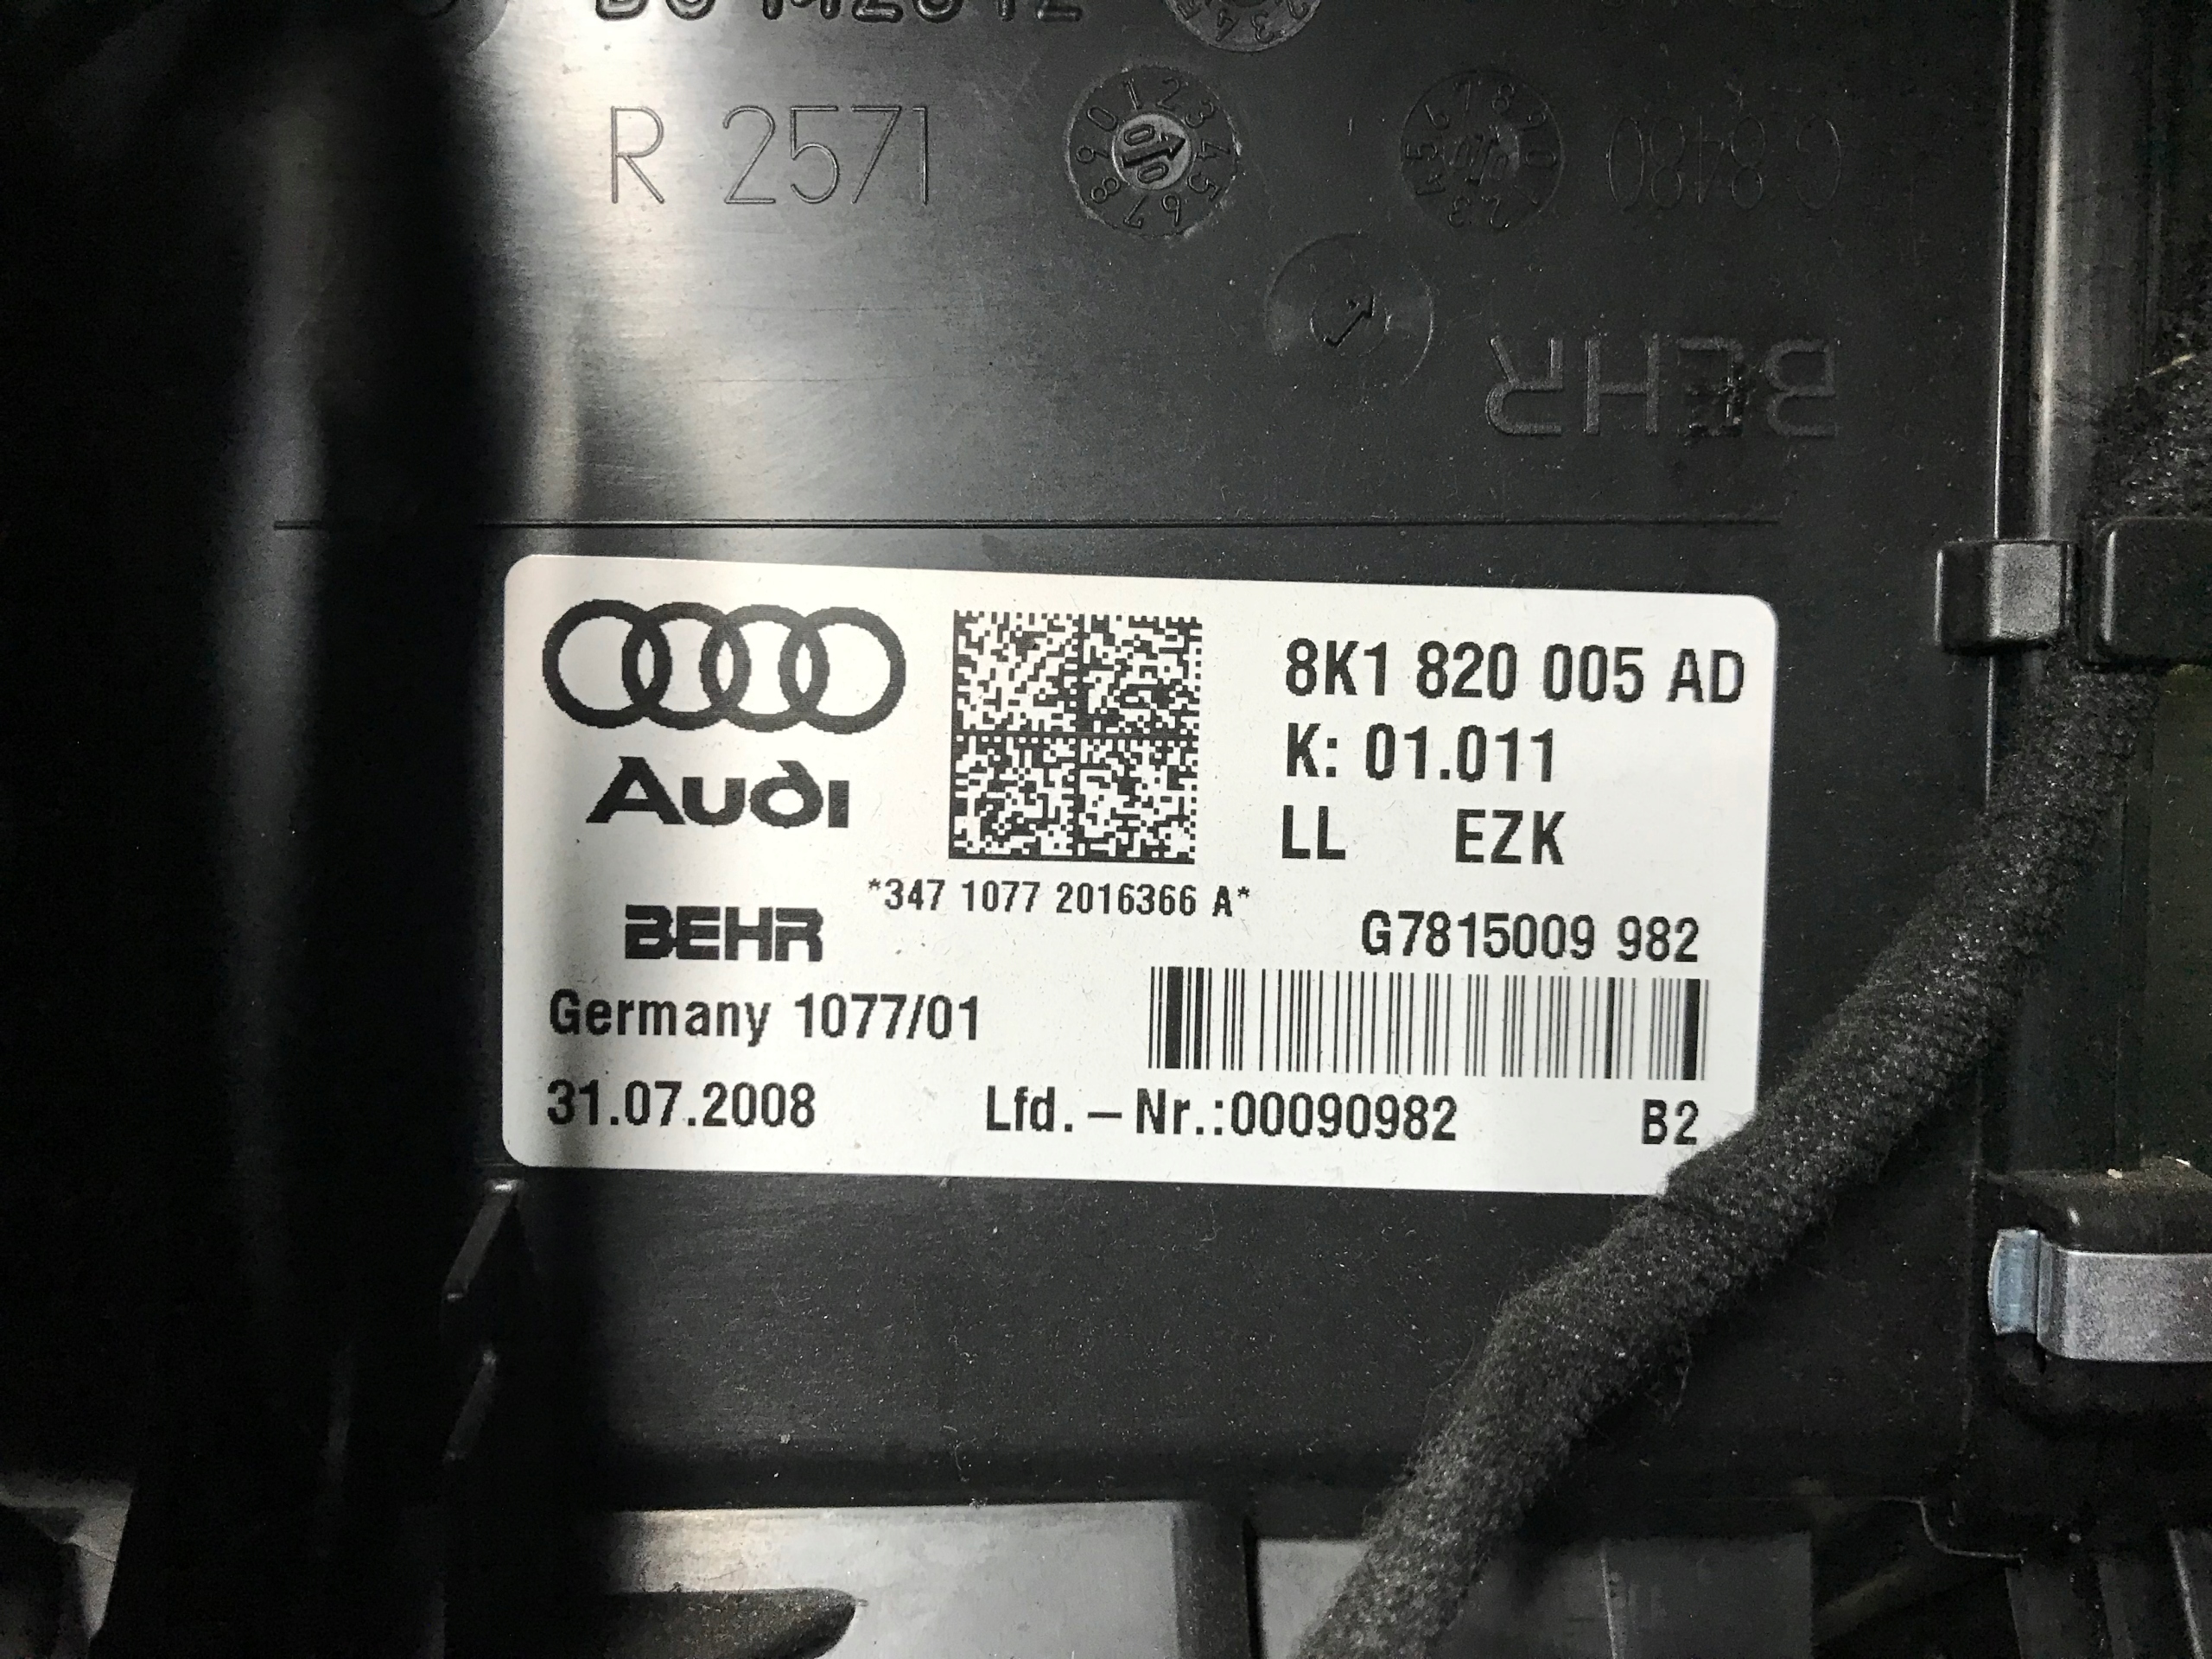 R 2571
G 8480
BEHR
Audi
8K1 820 005 AD
K: 01.011
LL EZK
*347 1077 2016366 A*
BEHR
G7815009 982
Germany 1077/01
31.07.2008
Lfd.–Nr.:00090982
B2